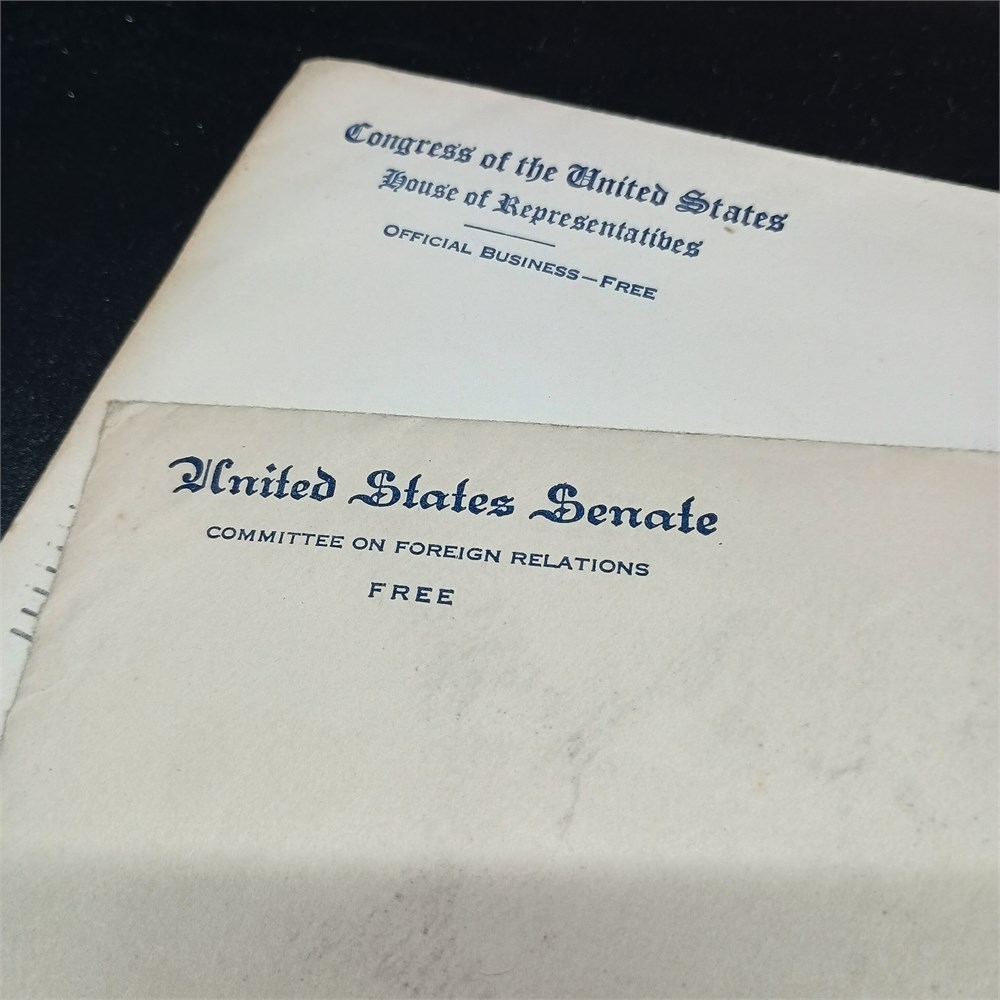 Congress of the United States
House of Representatives
OFFICIAL BUSINESS—FREE
United States Senate
COMMITTEE ON FOREIGN RELATIONS
FREE